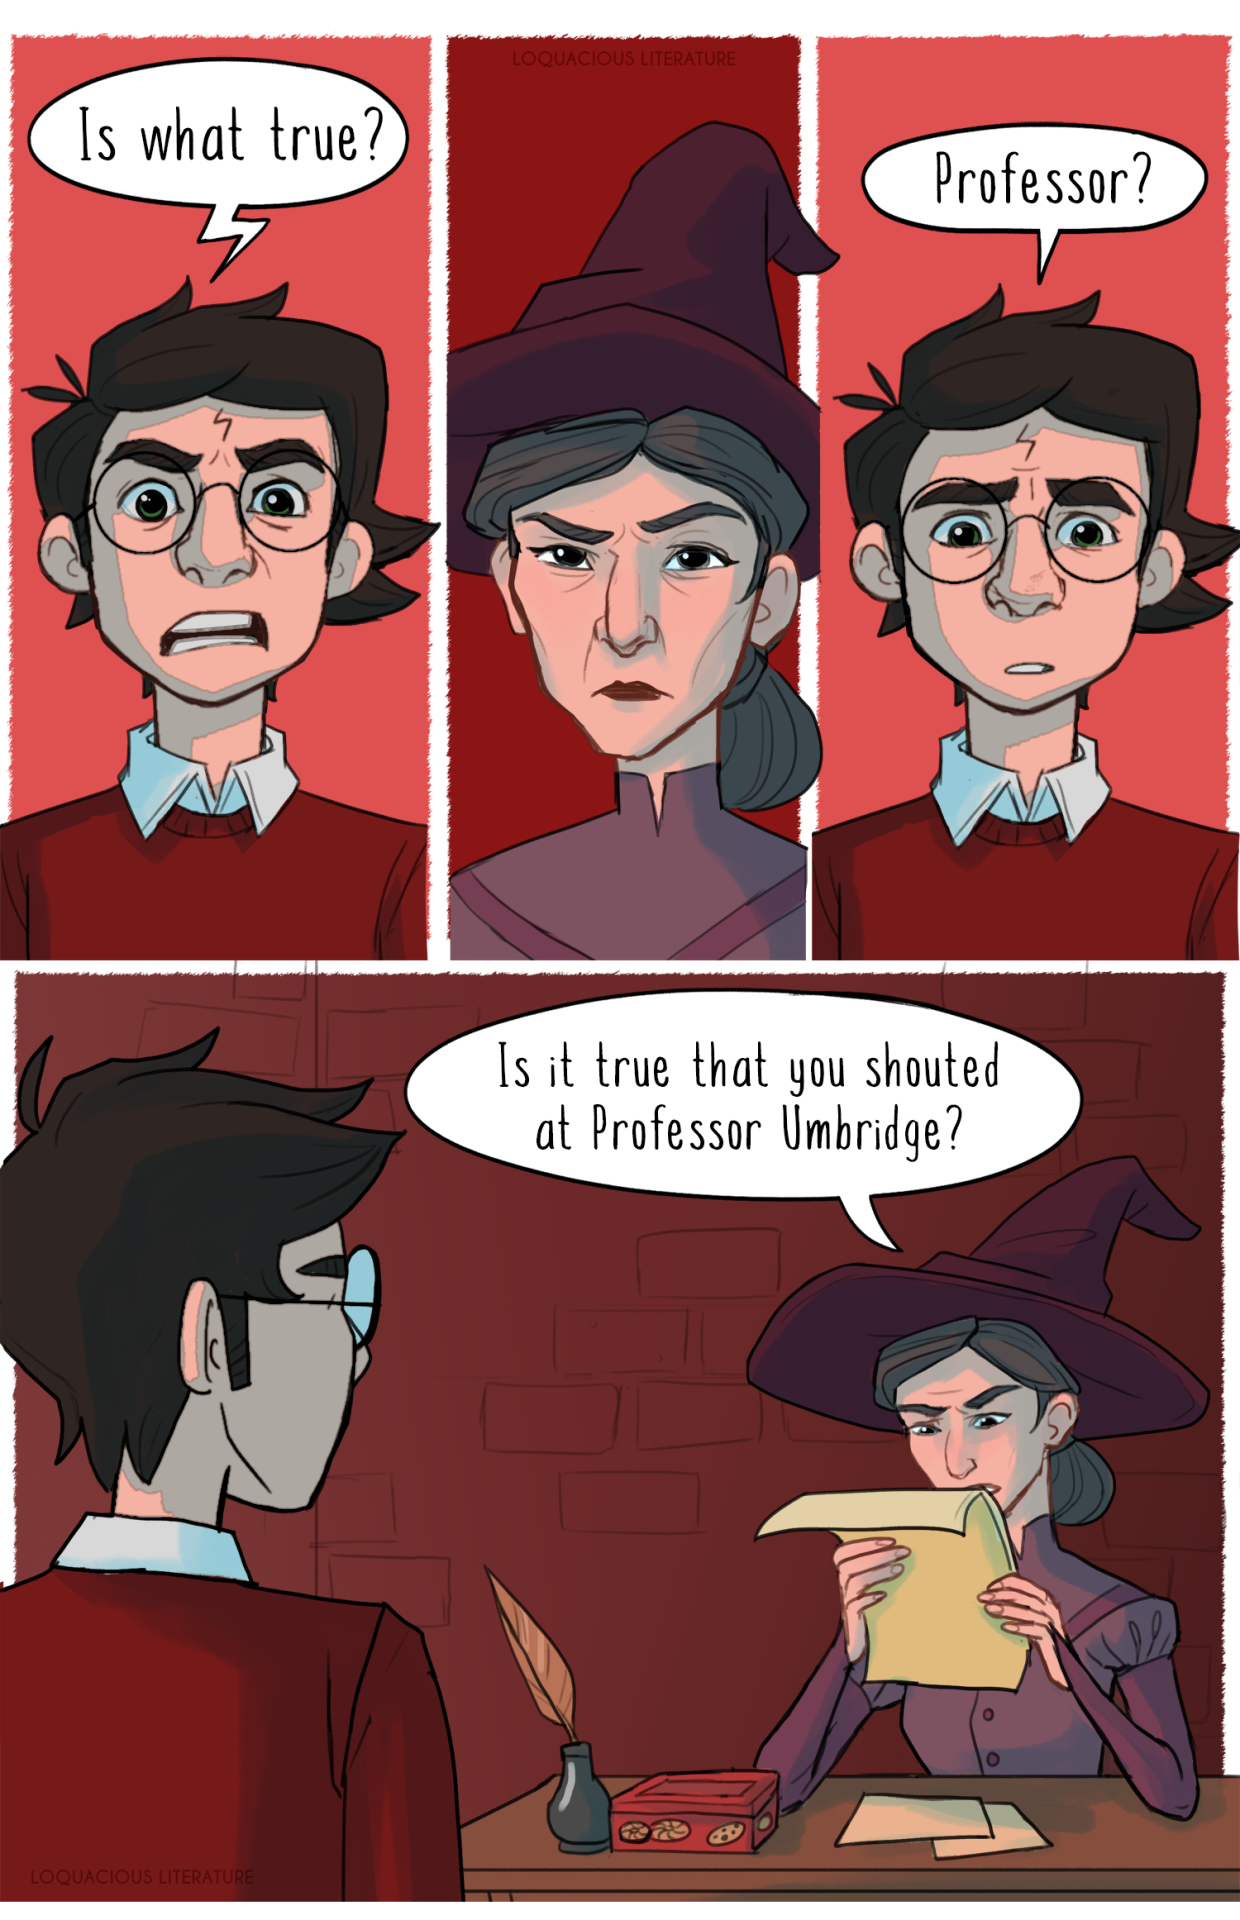 LOQUACIOUS LITERATURE
Is what true?
Professor?
Is it true that you shouted
at Professor Umbridge?
LOQUACIOUS LITERATURE